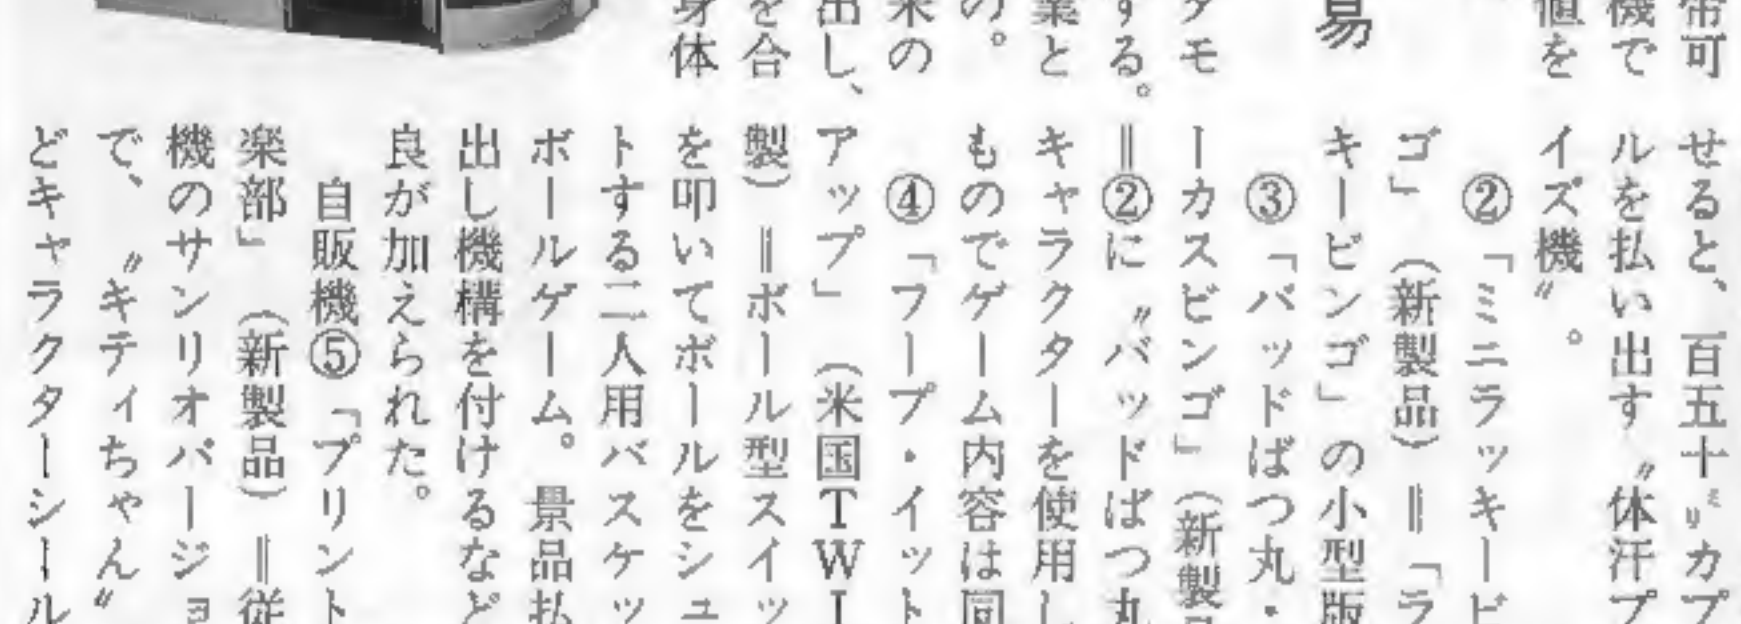 帯可
機で
値を
易
タモ
する。
業と
の。
来の
出し、
を合
身体
せると、百五十㍉カプ
ルを払い出す〝体汗プ
イズ機〟。
②「ミニラッキービ
ゴ」（新製品）＝「ラ
キービンゴ」の小型版
③「バッドばつ丸・
ーカスビンゴ」（新製
＝②に〝バッドばつ丸
キャラクターを使用し
ものでゲーム内容は同
④「フープ・イット
アップ」（米国ＴＷＩ
製）＝ボール型スイッ
を叩いてボールをシュ
トする二人用バスケッ
ボールゲーム。景品払
出し機構を付けるなど
良が加えられた。
自販機⑤「プリント
楽部」（新製品）＝従
機のサンリオバージョ
で、〝キティちゃん〟
どキャラクターシール